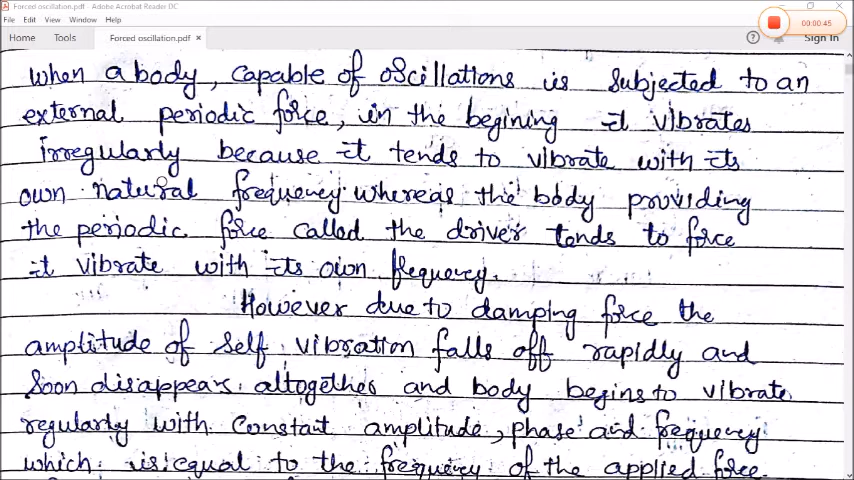 Forced oscillation.pdf - Adobe Acrobat Reader DC
File Edit View Window Help
Home Tools Forced oscillation.pdf × Sign In
00:00:45
when a body, capable of oscillations is subjected to an
external periodic force, in the begining it vibrates
irregularly because it tends to vibrate with its
own natural frequency whereas the body providing
the periodic force called the driver tends to force
it vibrate with its own frequency.
However due to damping force the
amplitude of self vibration falls off rapidly and
soon disappears altogether and body begins to vibrate
regularly with constant amplitude, phase and frequency
which is equal to the frequency of the applied force.